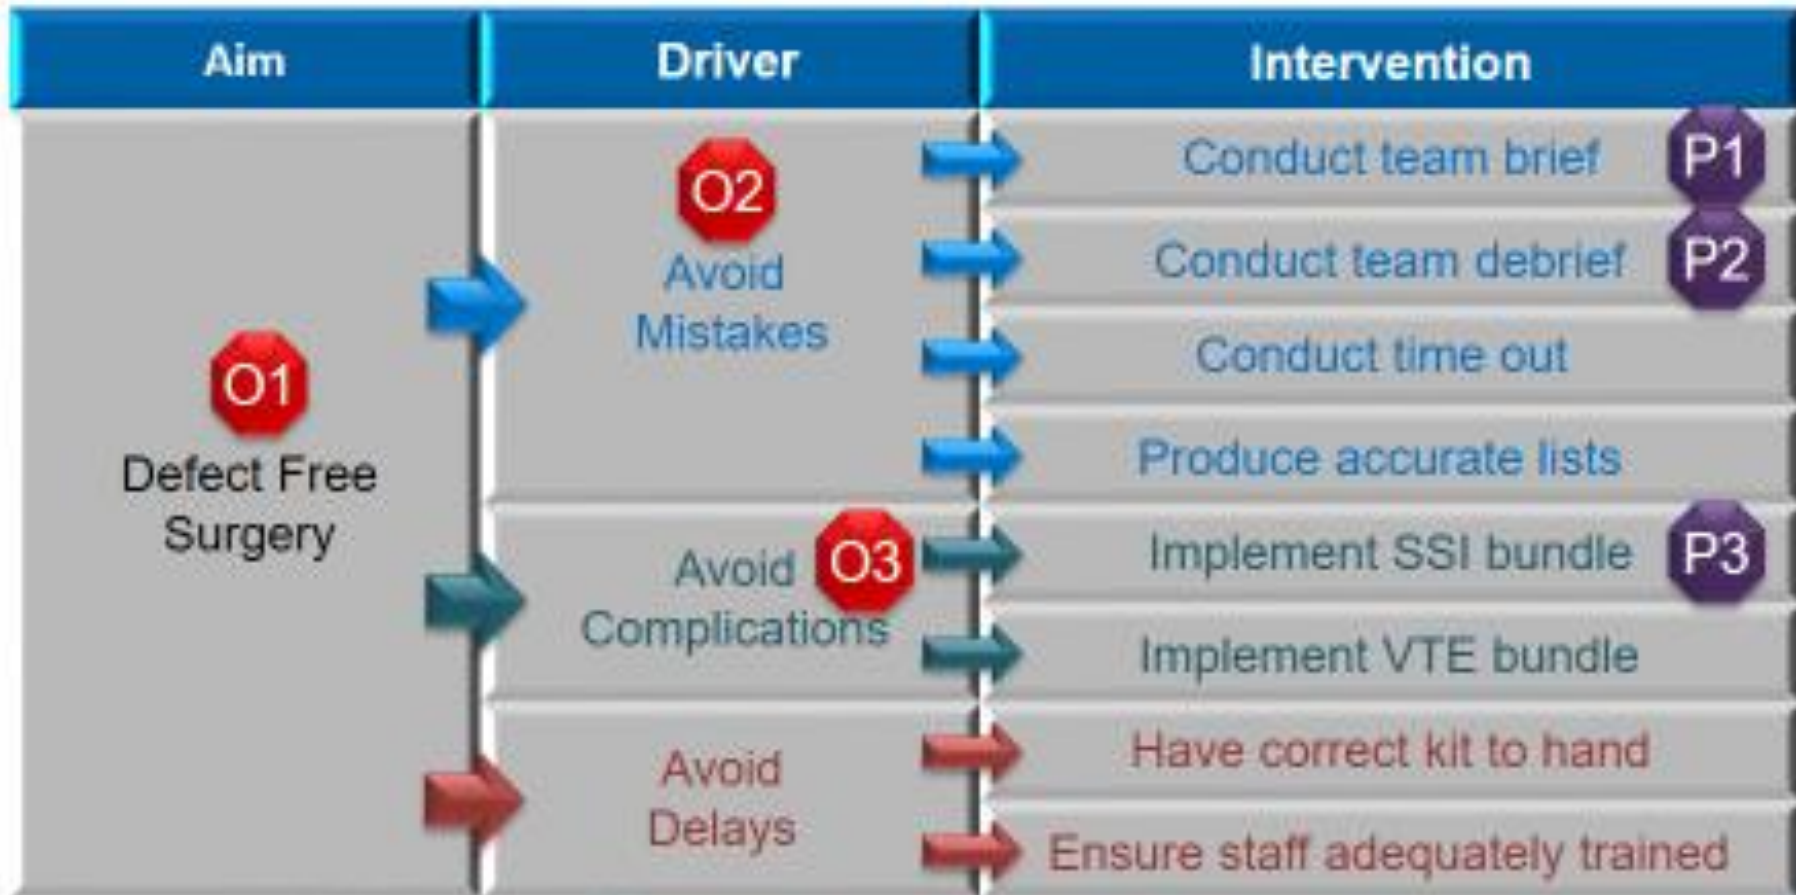 Aim
Driver
Intervention
O1
Defect Free
Surgery
O2
Avoid
Mistakes
Conduct team brief P1
Conduct team debrief P2
Conduct time out
Produce accurate lists
Avoid O3
Complications
Implement SSI bundle P3
Implement VTE bundle
Avoid
Delays
Have correct kit to hand
Ensure staff adequately trained